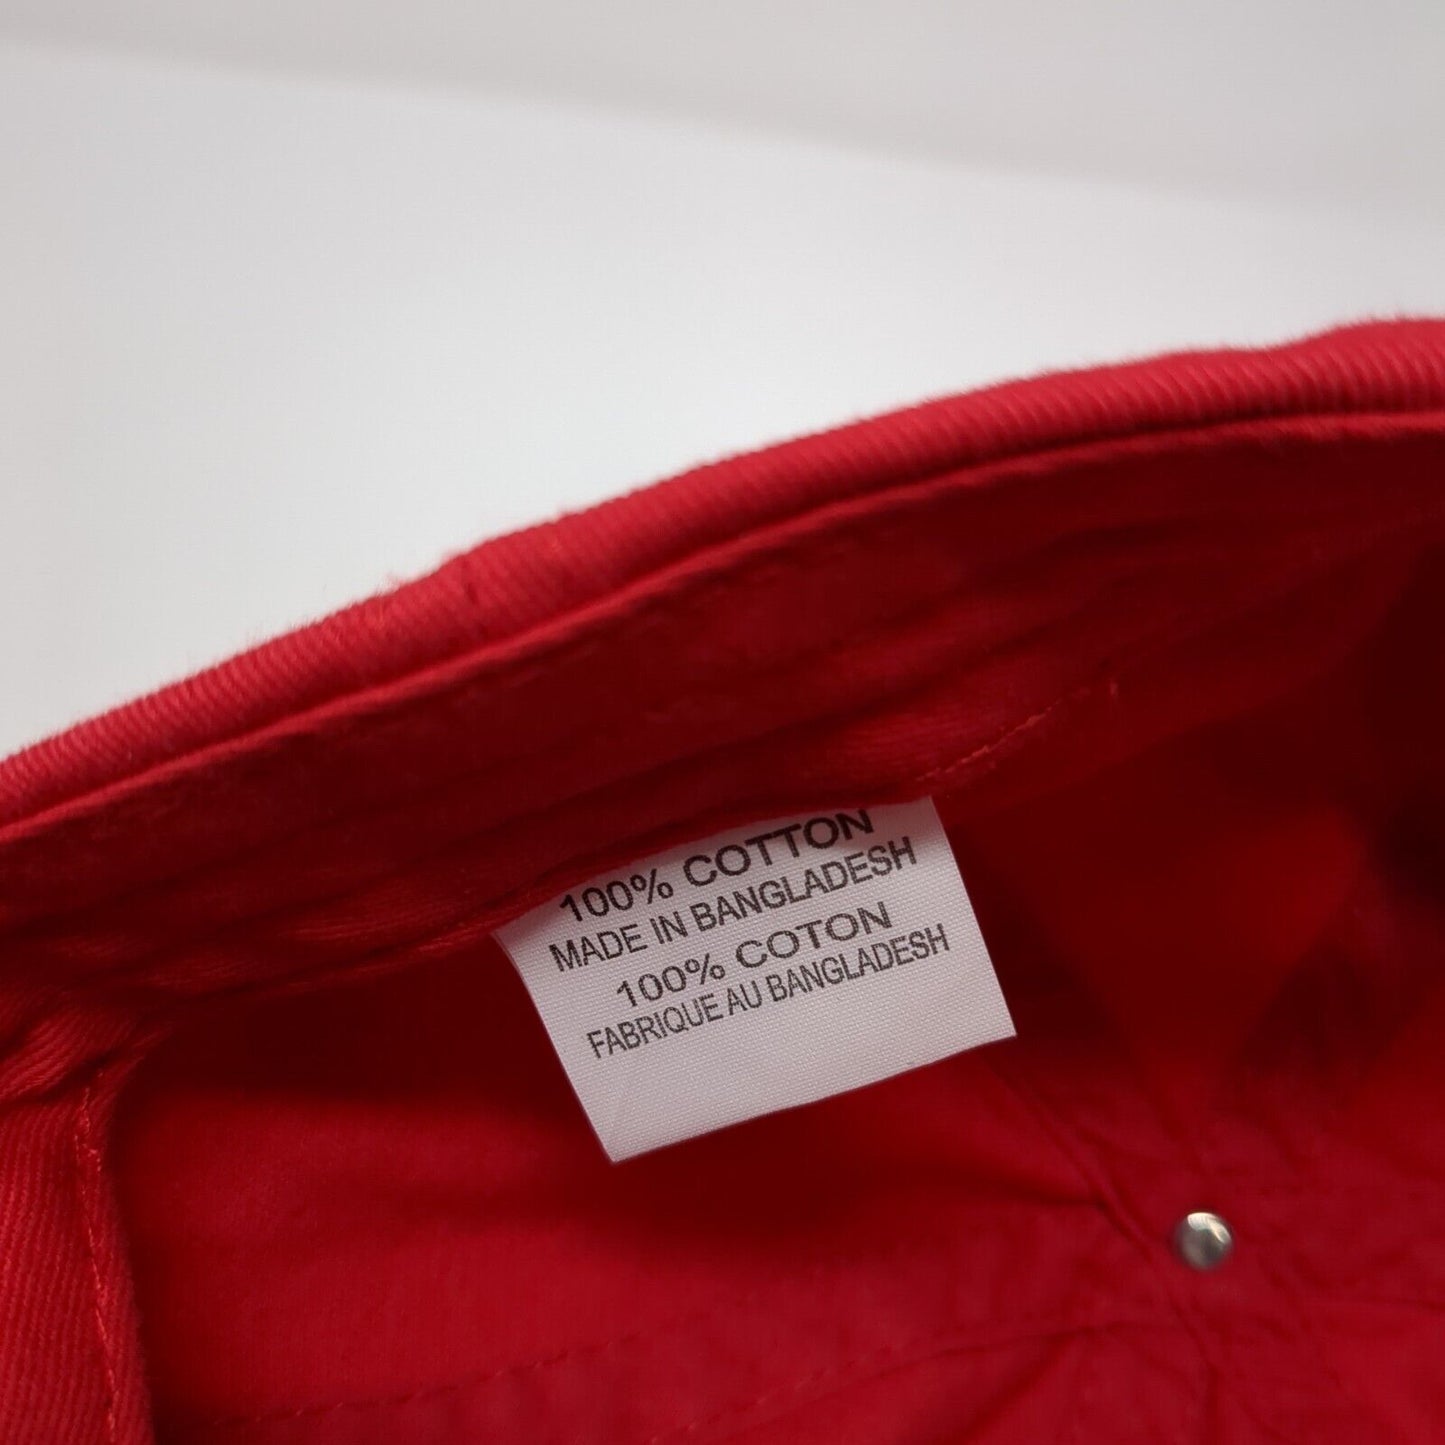 100% COTTON
MADE IN BANGLADESH
100% COTON
FABRIQUE AU BANGLADESH